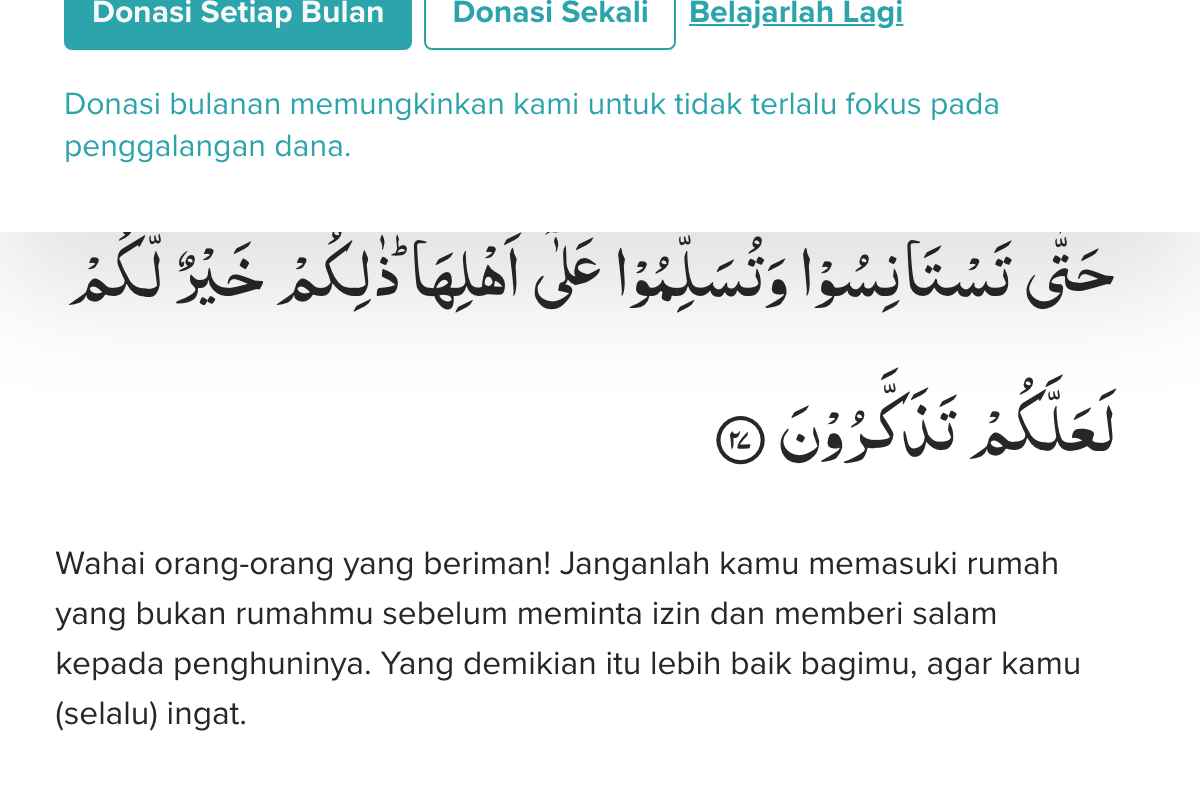 Donasi Setiap Bulan Donasi Sekali Belajarlah Lagi
Donasi bulanan memungkinkan kami untuk tidak terlalu fokus pada
penggalangan dana.
حَتّٰى تَسْتَأْنِسُوْا وَتُسَلِّمُوْا عَلٰٓى اَهْلِهَاۗ ذٰلِكُمْ خَيْرٌ لَّكُمْ
لَعَلَّكُمْ تَذَكَّرُوْنَ ٢٧
Wahai orang-orang yang beriman! Janganlah kamu memasuki rumah
yang bukan rumahmu sebelum meminta izin dan memberi salam
kepada penghuninya. Yang demikian itu lebih baik bagimu, agar kamu
(selalu) ingat.